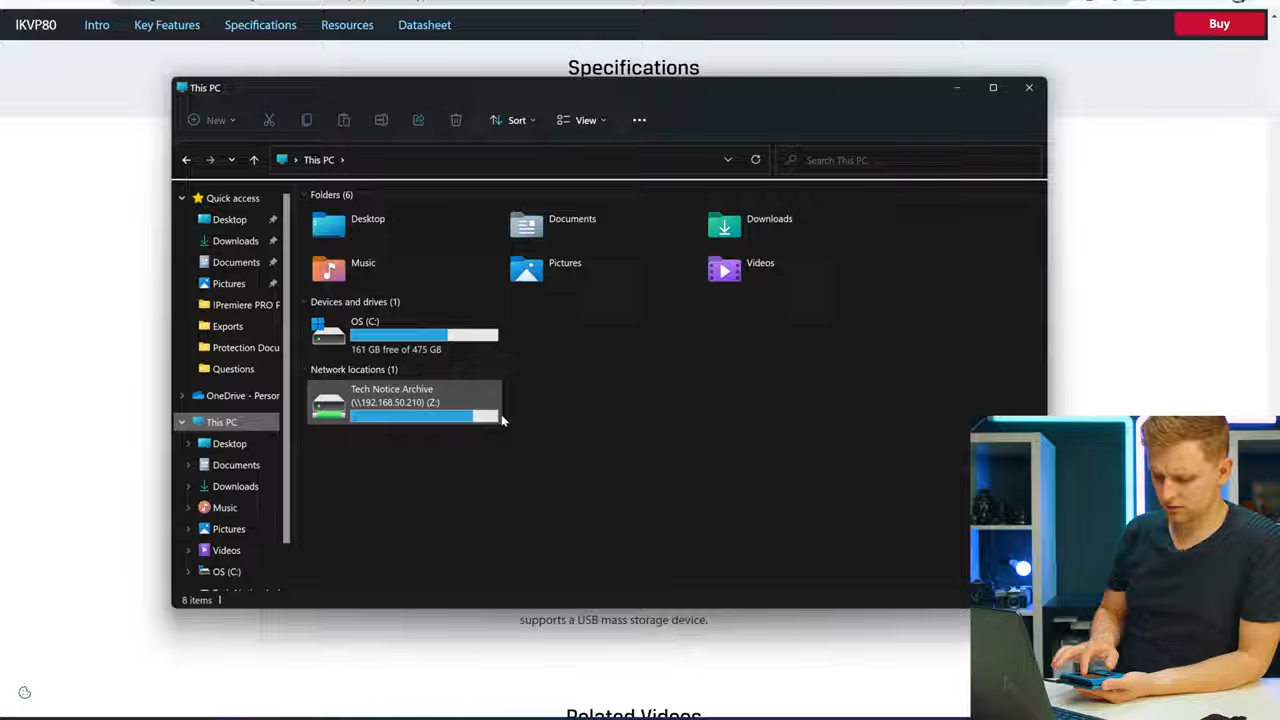 IKVP80 Intro Key Features Specifications Resources Datasheet Buy
Specifications
This PC
New Sort View
This PC Search This PC
Quick access
Desktop
Downloads
Documents
Pictures
!Premiere PRO F
Exports
Protection Docu
Questions
OneDrive - Person
This PC
Desktop
Documents
Downloads
Music
Pictures
Videos
OS (C:)
Folders (6)
Desktop Documents Downloads
Music Pictures Videos
Devices and drives (1)
OS (C:)
161 GB free of 475 GB
Network locations (1)
Tech Notice Archive
(\\192.168.50.210) (Z:)
8 items
supports a USB mass storage device.
Related Videos